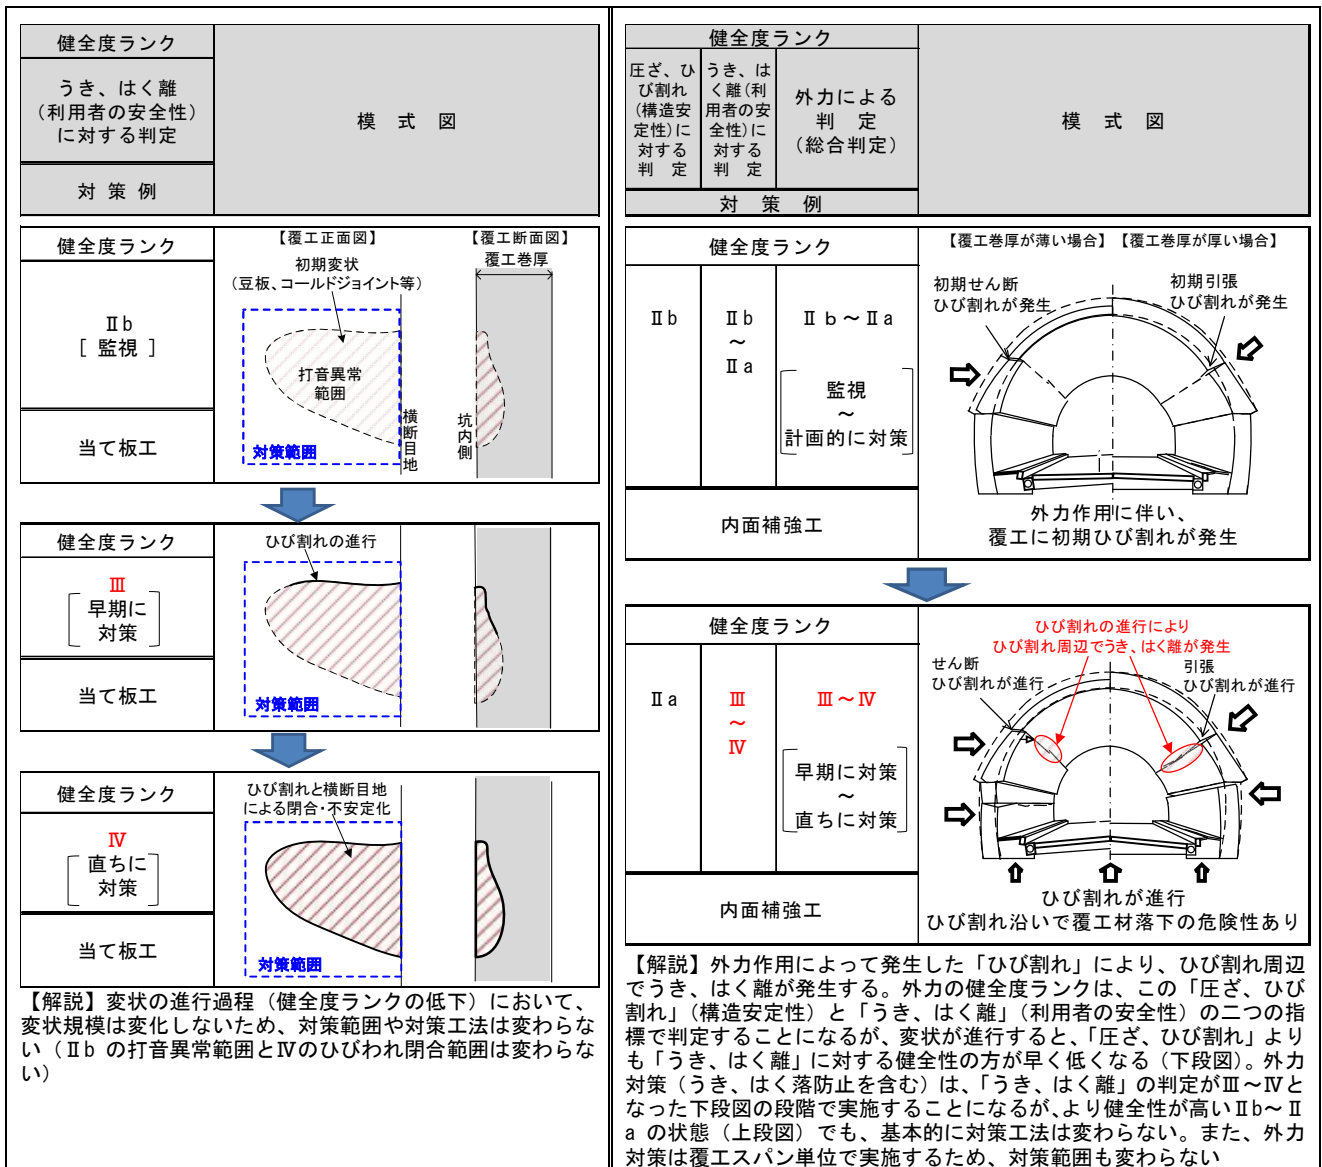 健全度ランク
うき、はく離
(利用者の安全性)
に対する判定
対 策 例
模 式 図
健全度ランク
Ⅱb
[ 監視 ]
当て板工
【覆工正面図】
【覆工断面図】
初期変状
(豆板、コールドジョイント等)
覆工巻厚
打音異常
範囲
対策範囲
横断目地
坑内側
健全度ランク
Ⅲ
早期に
対策
当て板工
ひび割れの進行
対策範囲
健全度ランク
Ⅳ
直ちに
対策
当て板工
ひび割れと横断目地
による閉合・不安定化
対策範囲
【解説】変状の進行過程（健全度ランクの低下）において、
変状規模は変化しないため、対策範囲や対策工法は変わらな
い（Ⅱb の打音異常範囲とⅣのひびわれ閉合範囲は変わらな
い）
健全度ランク
圧ざ、ひ
び割れ
(構造安
定性)に
対する
判 定
うき、は
く離(利
用者の安
全性)に
対する
判 定
外力による
判 定
(総合判定)
対 策 例
模 式 図
健全度ランク
Ⅱb
Ⅱb
～
Ⅱa
Ⅱb～Ⅱa
監視
～
計画的に対策
内面補強工
【覆工巻厚が薄い場合】【覆工巻厚が厚い場合】
初期せん断
ひび割れが発生
初期引張
ひび割れが発生
外力作用に伴い、
覆工に初期ひび割れが発生
健全度ランク
Ⅱa
Ⅲ
～
Ⅳ
Ⅲ～Ⅳ
早期に対策
～
直ちに対策
内面補強工
ひび割れの進行により
ひび割れ周辺でうき、はく離が発生
せん断
ひび割れが進行
引張
ひび割れが進行
ひび割れが進行
ひび割れ沿いで覆工材落下の危険性あり
【解説】外力作用によって発生した「ひび割れ」により、ひび割れ周辺
でうき、はく離が発生する。外力の健全度ランクは、この「圧ざ、ひび
割れ」（構造安定性）と「うき、はく離」（利用者の安全性）の二つの指
標で判定することになるが、変状が進行すると、「圧ざ、ひび割れ」より
も「うき、はく離」に対する健全性の方が早く低くなる（下段図）。外力
対策（うき、はく落防止を含む）は、「うき、はく離」の判定がⅢ～Ⅳと
なった下段図の段階で実施することになるが、より健全性が高いⅡb～Ⅱ
a の状態（上段図）でも、基本的に対策工法は変わらない。また、外力
対策は覆工スパン単位で実施するため、対策範囲も変わらない